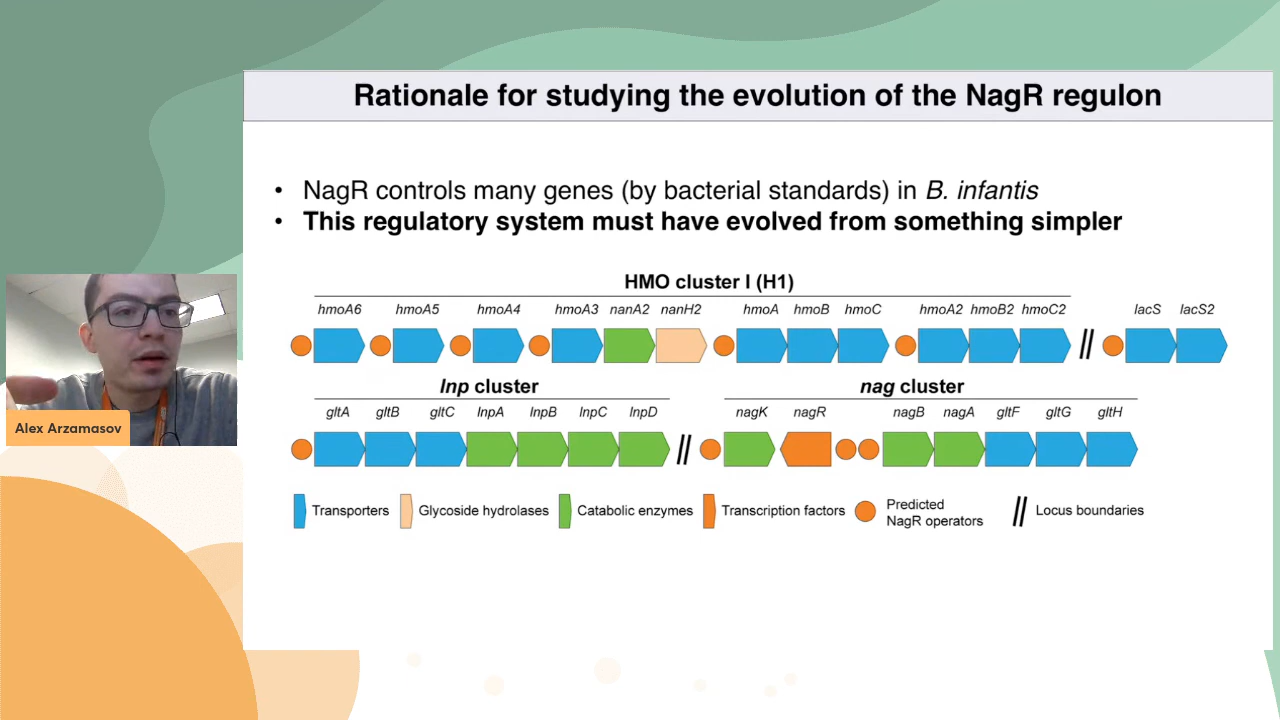 Rationale for studying the evolution of the NagR regulon
• NagR controls many genes (by bacterial standards) in B. infantis
• This regulatory system must have evolved from something simpler
HMO cluster I (H1)
hmoA6 hmoA5 hmoA4 hmoA3 nanA2 nanH2 hmoA hmoB hmoC hmoA2 hmoB2 hmoC2 lacS lacS2
lnp cluster nag cluster
gltA gltB gltC lnpA lnpB lnpC lnpD nagK nagR nagB nagA gltF gltG gltH
Transporters Glycoside hydrolases Catabolic enzymes Transcription factors Predicted NagR operators Locus boundaries
Alex Arzamasov